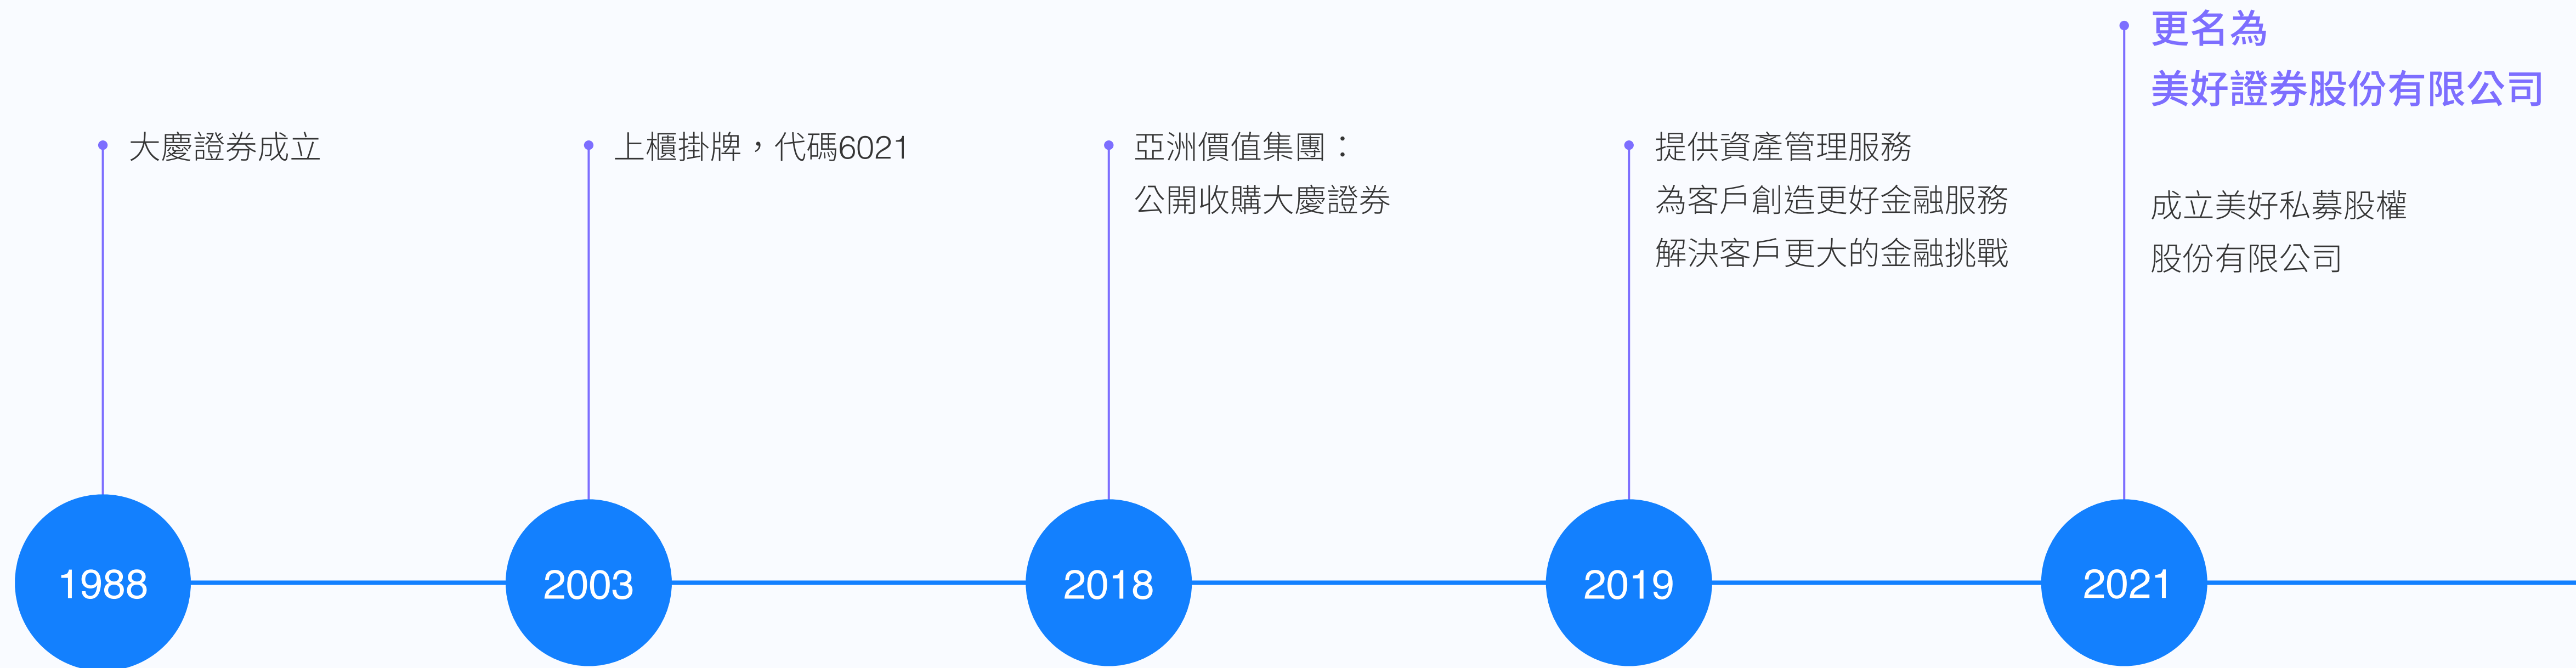 大慶證券成立
1988
上櫃掛牌，代碼6021
2003
亞洲價值集團：
公開收購大慶證券
2018
提供資產管理服務
為客戶創造更好金融服務
解決客戶更大的金融挑戰
2019
更名為
美好證券股份有限公司
成立美好私募股權
股份有限公司
2021